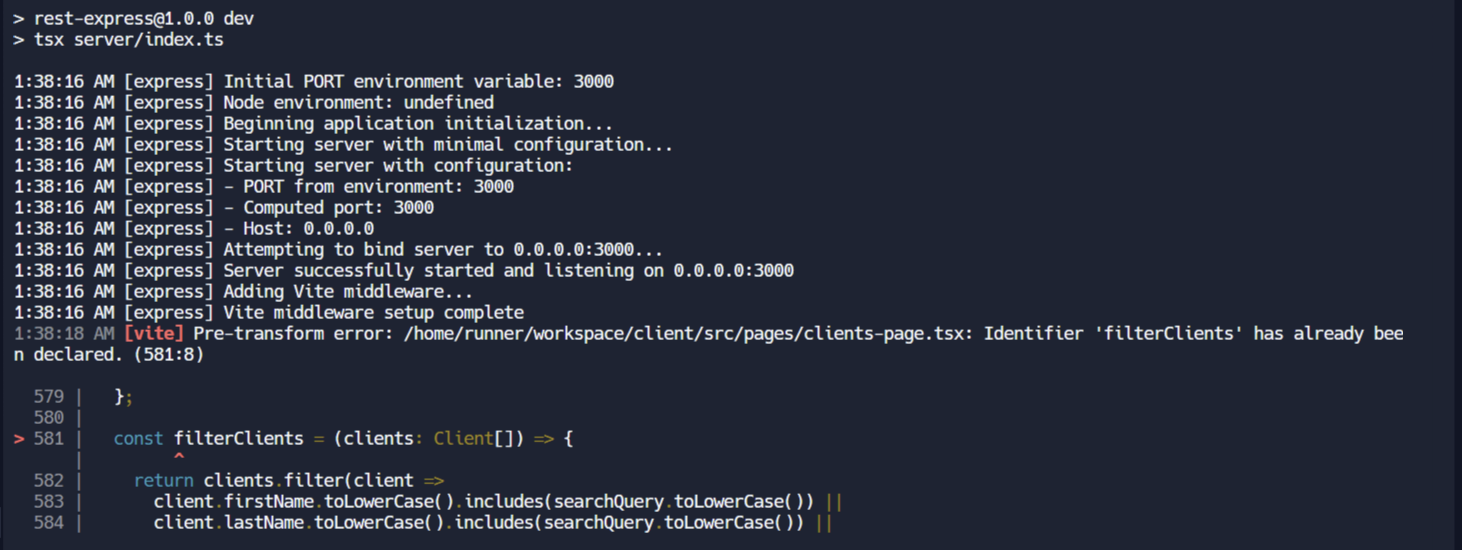 > rest-express@1.0.0 dev
> tsx server/index.ts
1:38:16 AM [express] Initial PORT environment variable: 3000
1:38:16 AM [express] Node environment: undefined
1:38:16 AM [express] Beginning application initialization...
1:38:16 AM [express] Starting server with minimal configuration...
1:38:16 AM [express] Starting server with configuration:
1:38:16 AM [express] - PORT from environment: 3000
1:38:16 AM [express] - Computed port: 3000
1:38:16 AM [express] - Host: 0.0.0.0
1:38:16 AM [express] Attempting to bind server to 0.0.0.0:3000...
1:38:16 AM [express] Server successfully started and listening on 0.0.0.0:3000
1:38:16 AM [express] Adding Vite middleware...
1:38:16 AM [express] Vite middleware setup complete
1:38:18 AM [vite] Pre-transform error: /home/runner/workspace/client/src/pages/clients-page.tsx: Identifier 'filterClients' has already bee
n declared. (581:8)
  579 |   };
  580 |
> 581 |   const filterClients = (clients: Client[]) => {
      |         ^
  582 |     return clients.filter(client =>
  583 |       client.firstName.toLowerCase().includes(searchQuery.toLowerCase()) ||
  584 |       client.lastName.toLowerCase().includes(searchQuery.toLowerCase()) ||